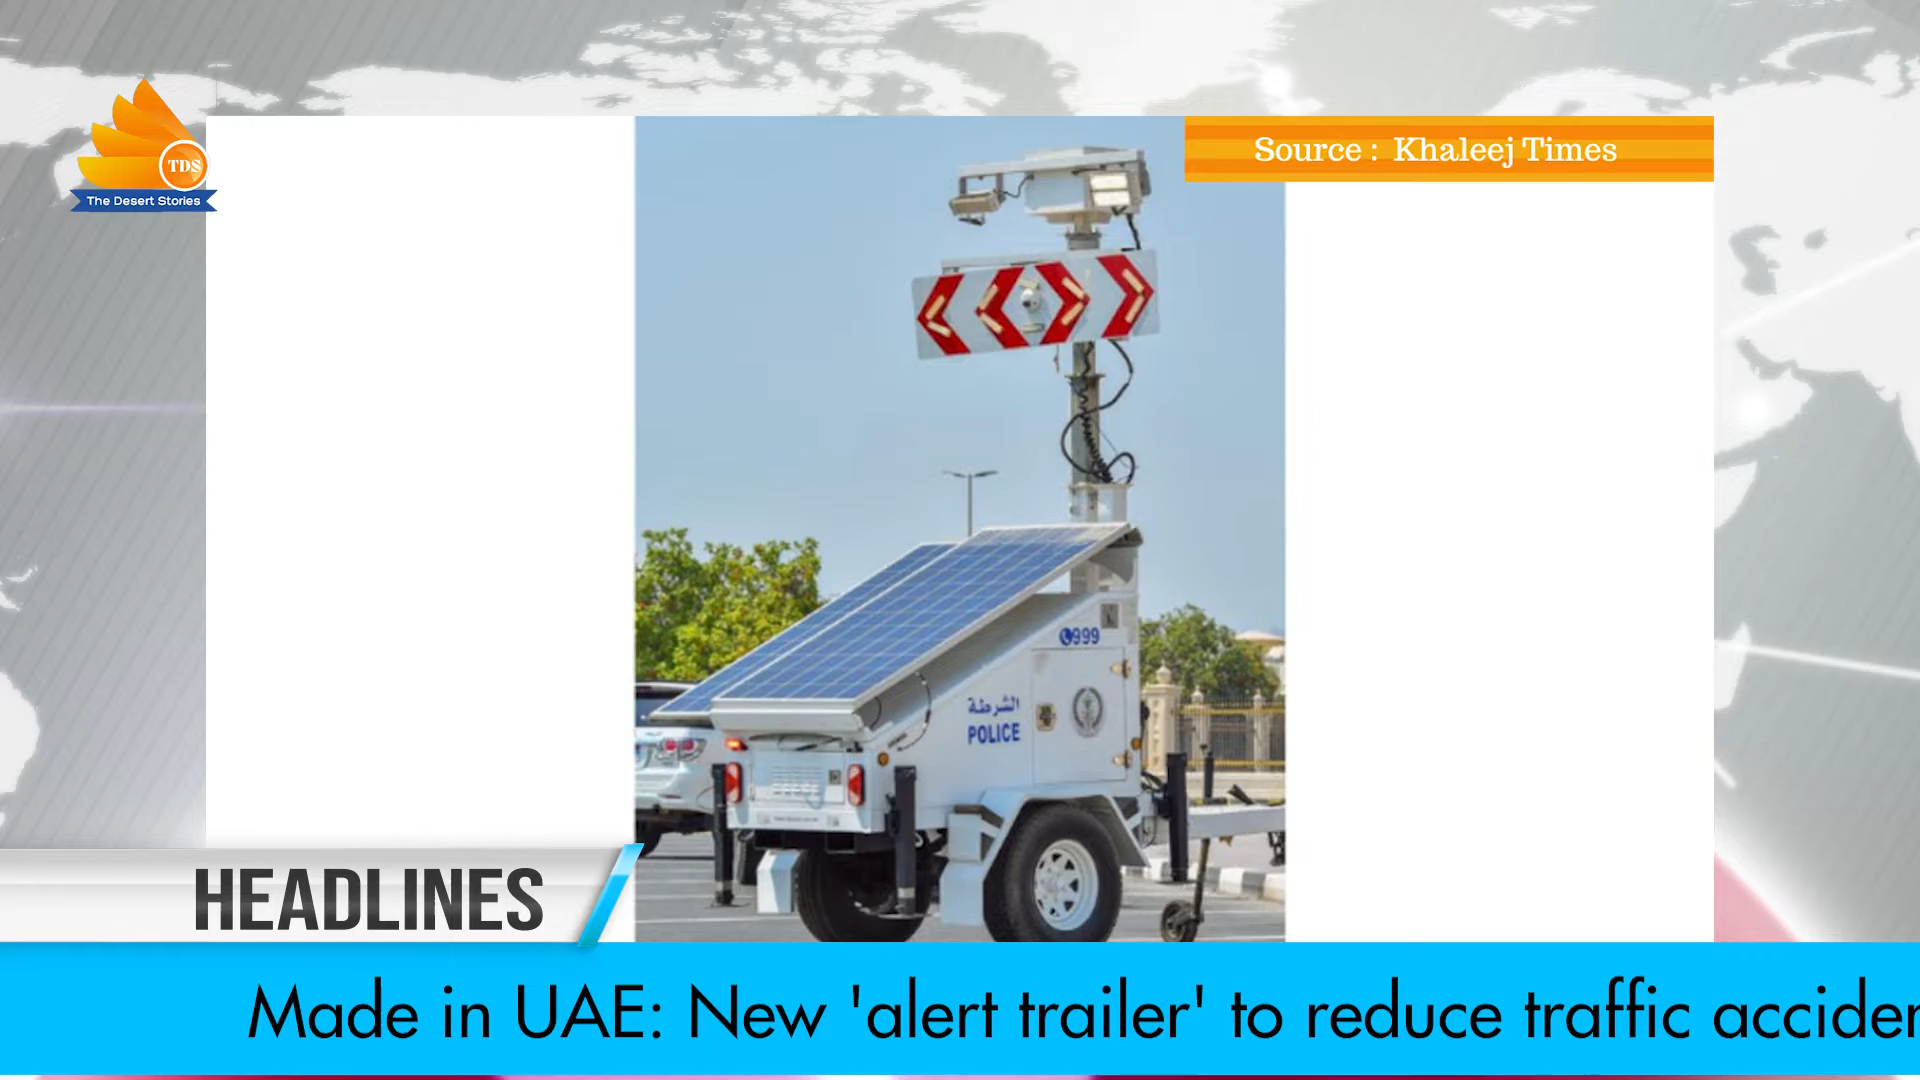 TDS
The Desert Stories
Source : Khaleej Times
999
الشرطة
POLICE
HEADLINES
Made in UAE: New 'alert trailer' to reduce traffic acciden